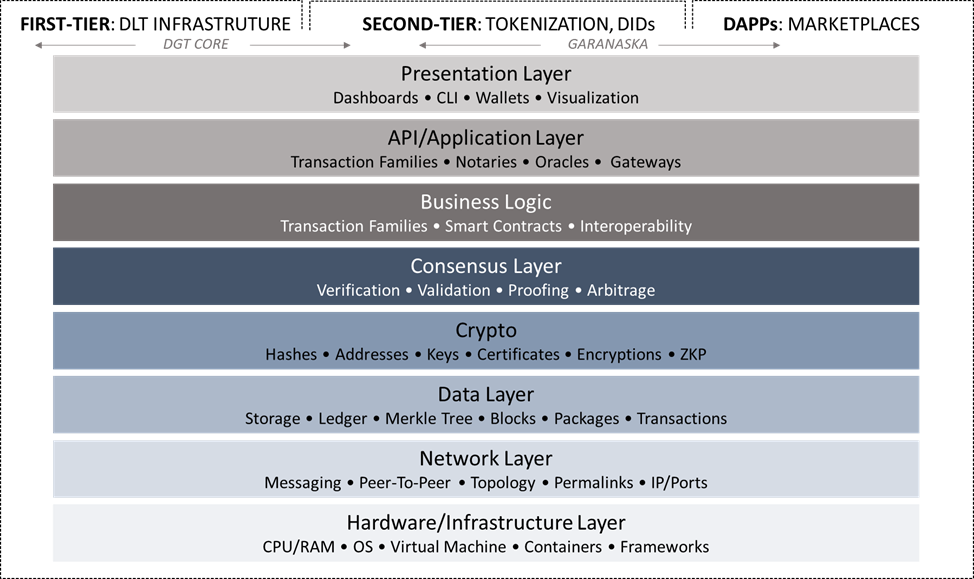 FIRST-TIER: DLT INFRASTRUTURE
SECOND-TIER: TOKENIZATION, DIDs
DAPPs: MARKETPLACES
DGT CORE
GARANASKA
Presentation Layer
Dashboards • CLI • Wallets • Visualization
API/Application Layer
Transaction Families • Notaries • Oracles • Gateways
Business Logic
Transaction Families • Smart Contracts • Interoperability
Consensus Layer
Verification • Validation • Proofing • Arbitrage
Crypto
Hashes • Addresses • Keys • Certificates • Encryptions • ZKP
Data Layer
Storage • Ledger • Merkle Tree • Blocks • Packages • Transactions
Network Layer
Messaging • Peer-To-Peer • Topology • Permalinks • IP/Ports
Hardware/Infrastructure Layer
CPU/RAM • OS • Virtual Machine • Containers • Frameworks